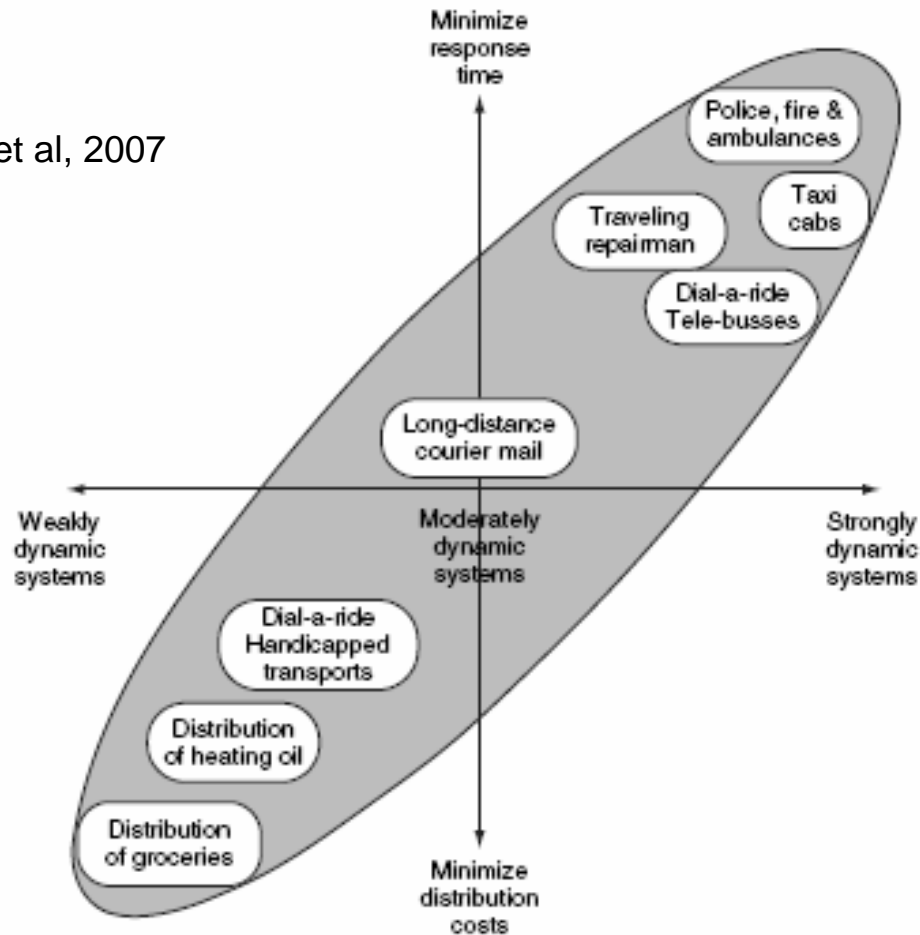 Minimize
response
time
et al, 2007
Police, fire &
ambulances
Taxi
cabs
Traveling
repairman
Dial-a-ride
Tele-busses
Long-distance
courier mail
Weakly
dynamic
systems
Moderately
dynamic
systems
Strongly
dynamic
systems
Dial-a-ride
Handicapped
transports
Distribution
of heating oil
Distribution
of groceries
Minimize
distribution
costs